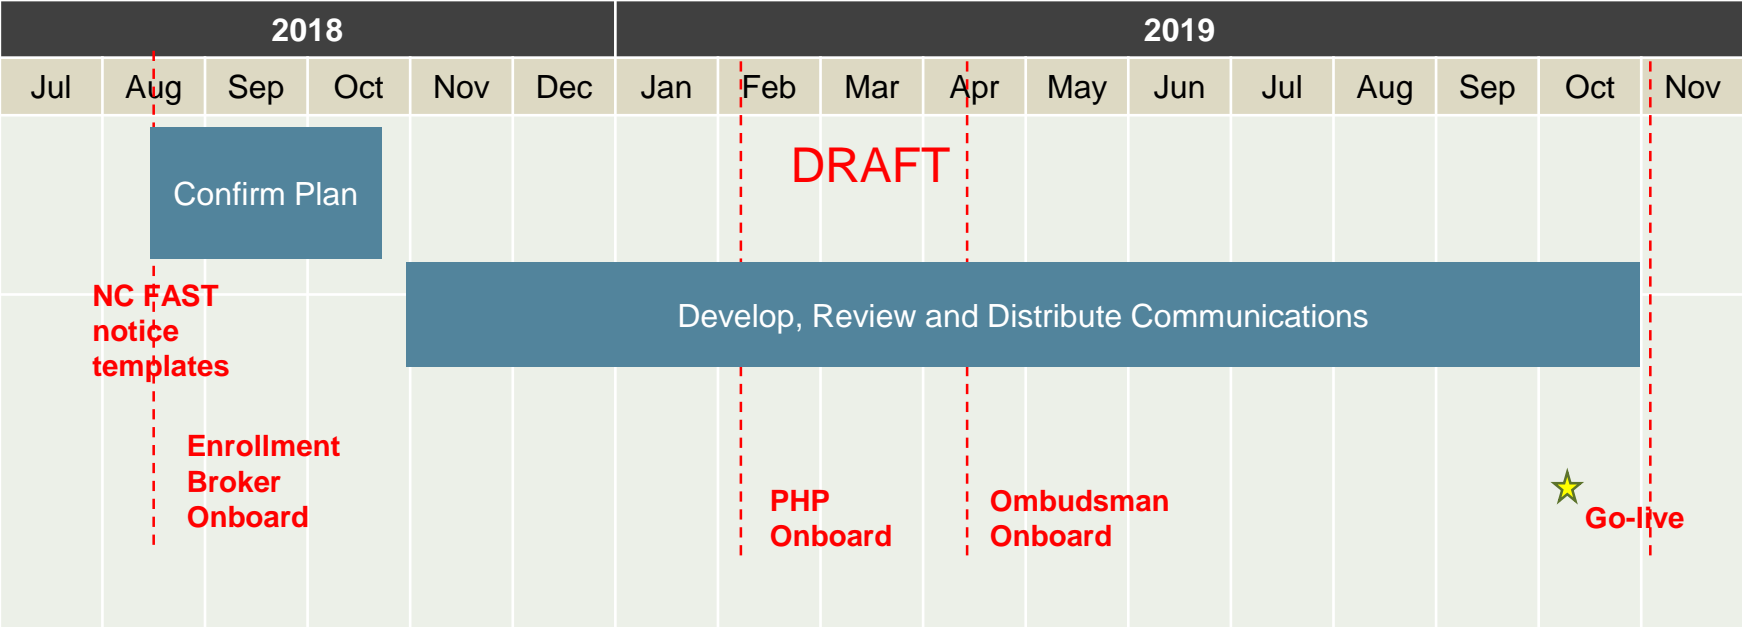 2018 2019
Jul Aug Sep Oct Nov Dec Jan Feb Mar Apr May Jun Jul Aug Sep Oct Nov
DRAFT
Confirm Plan
NC FAST
notice
templates
Develop, Review and Distribute Communications
Enrollment
Broker
Onboard
PHP
Onboard
Ombudsman
Onboard
Go-live